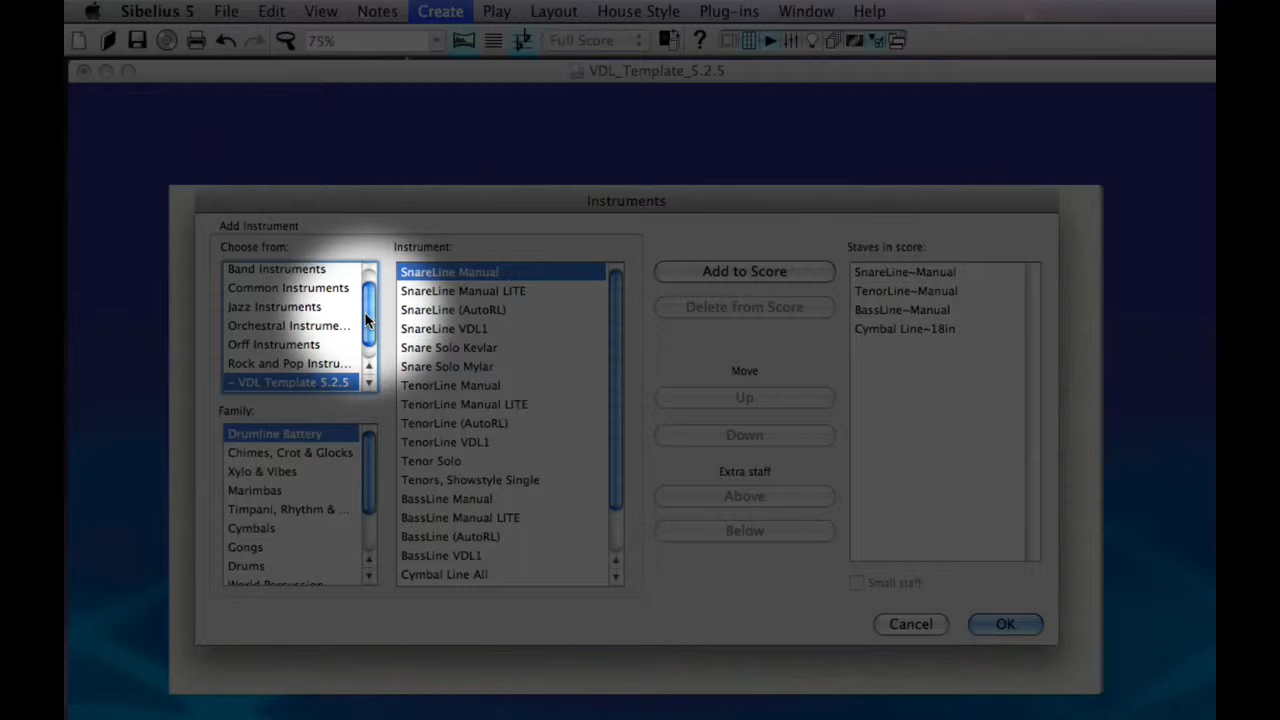 Sibelius 5 File Edit View Notes Create Play Layout House Style Plug-ins Window Help
75% Full Score
VDL_Template_5.2.5
Instruments
Add Instrument
Choose from:
Band Instruments
Common Instruments
Jazz Instruments
Orchestral Instrume...
Orff Instruments
Rock and Pop Instru...
- VDL Template 5.2.5
Family:
Drumline Battery
Chimes, Crot & Glocks
Xylo & Vibes
Marimbas
Timpani, Rhythm & ...
Cymbals
Gongs
Drums
World Percussion
Instrument:
SnareLine Manual
SnareLine Manual LITE
SnareLine (AutoRL)
SnareLine VDL1
Snare Solo Kevlar
Snare Solo Mylar
TenorLine Manual
TenorLine Manual LITE
TenorLine (AutoRL)
TenorLine VDL1
Tenor Solo
Tenors, Showstyle Single
BassLine Manual
BassLine Manual LITE
BassLine (AutoRL)
BassLine VDL1
Cymbal Line All
Add to Score
Delete from Score
Move
Up
Down
Extra staff
Above
Below
Staves in score:
SnareLine~Manual
TenorLine~Manual
BassLine~Manual
Cymbal Line~18in
Small staff
Cancel
OK